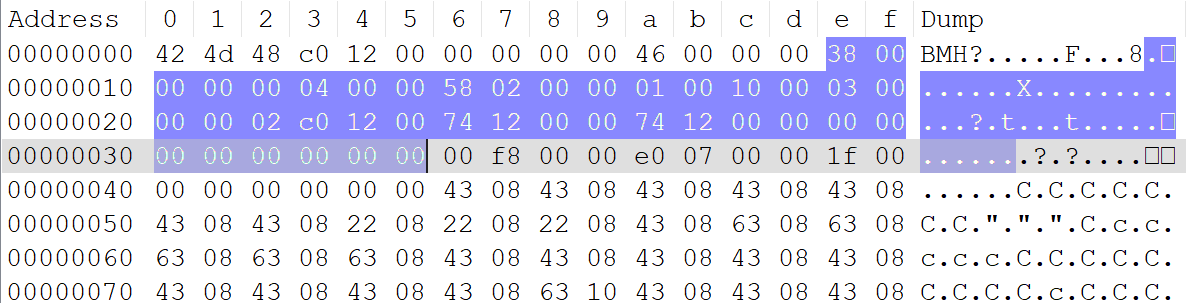 Address 0 1 2 3 4 5 6 7 8 9 a b c d e f Dump
00000000 42 4d 48 c0 12 00 00 00 00 00 46 00 00 00 38 00 BMH?.....F...8.□
00000010 00 00 00 04 00 00 58 02 00 00 01 00 10 00 03 00 ......X.........
00000020 00 00 02 c0 12 00 74 12 00 00 74 12 00 00 00 00 ...?.t...t.....□
00000030 00 00 00 00 00 00 00 f8 00 00 e0 07 00 00 1f 00 .......?.?....□□
00000040 00 00 00 00 00 00 43 08 43 08 43 08 43 08 43 08 ......C.C.C.C.C.
00000050 43 08 43 08 22 08 22 08 22 08 43 08 63 08 63 08 C.C.".".".C.c.c.
00000060 63 08 63 08 63 08 43 08 43 08 43 08 43 08 43 08 c.c.c.C.C.C.C.C.
00000070 43 08 43 08 43 08 43 08 63 10 43 08 43 08 43 08 C.C.C.C.c.C.C.C.